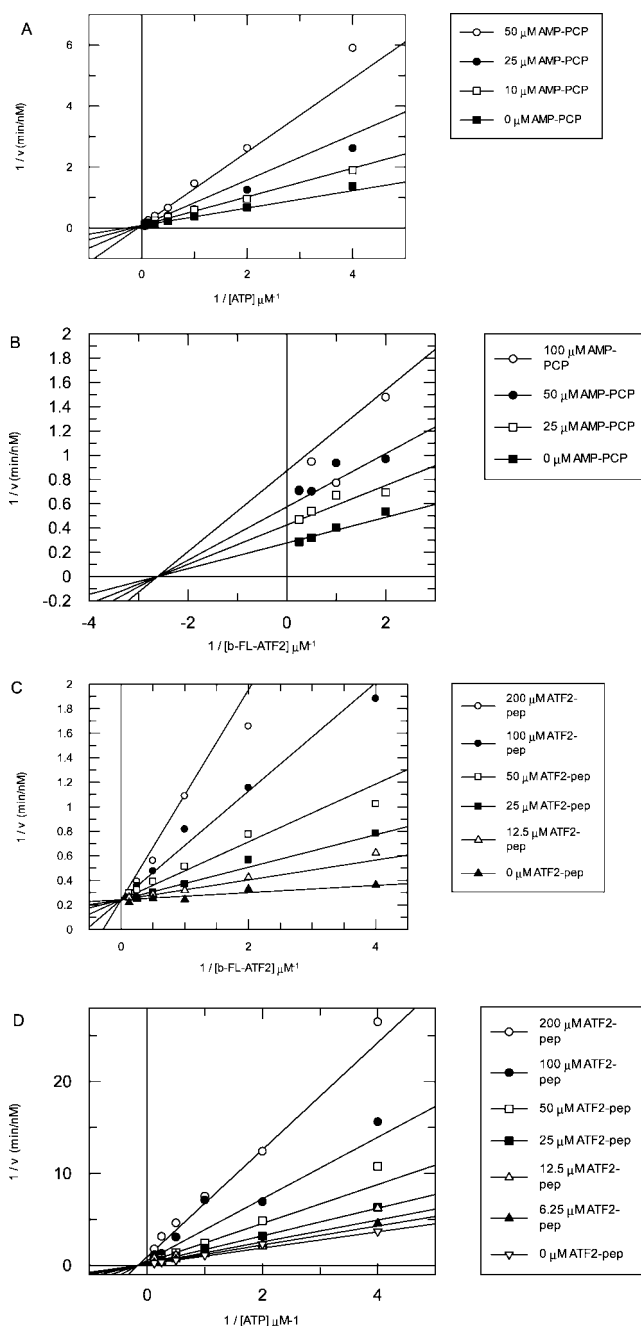 A
6
4
2
0
1 / v (min/nM)
0
2
4
1 / [ATP] µM-1
50 µM AMP-PCP
25 µM AMP-PCP
10 µM AMP-PCP
0 µM AMP-PCP
B
2
1.8
1.6
1.4
1.2
1
0.8
0.6
0.4
0.2
0
-0.2
1 / v (min/nM)
-4
-2
0
2
1 / [b-FL-ATF2] µM-1
100 µM AMP-
PCP
50 µM AMP-PCP
25 µM AMP-PCP
0 µM AMP-PCP
C
2
1.8
1.6
1.4
1.2
1
0.8
0.6
0.4
0.2
0
1 / v (min/nM)
0
2
4
1 / [b-FL-ATF2] µM-1
200 µM ATF2-
pep
100 µM ATF2-
pep
50 µM ATF2-pep
25 µM ATF2-pep
12.5 µM ATF2-
pep
0 µM ATF2-pep
D
20
10
0
1 / v (min/nM)
0
2
4
1 / [ATP] µM-1
200 µM ATF2-
pep
100 µM ATF2-
pep
50 µM ATF2-pep
25 µM ATF2-pep
12.5 µM ATF2-
pep
6.25 µM ATF2-
pep
0 µM ATF2-pep